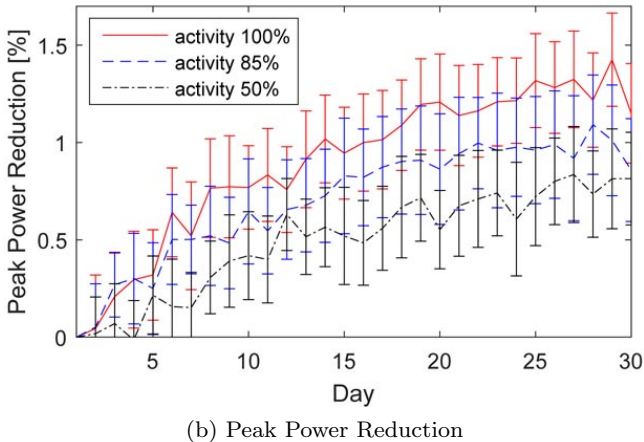 Peak Power Reduction [%]
1.5
1
0.5
0
activity 100%
activity 85%
activity 50%
5
10
15
20
25
30
Day
(b) Peak Power Reduction